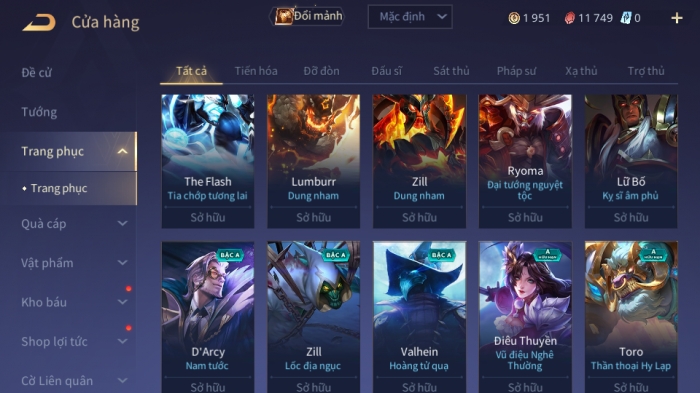 Cửa hàng
Đổi mảnh
Mặc định
1 951
11 749
0
Đề cử
Tướng
Trang phục
Trang phục
Quà cáp
Vật phẩm
Kho báu
Shop lợi tức
Cờ Liên quân
Tất cả
Tiến hóa
Đỡ đòn
Đấu sĩ
Sát thủ
Pháp sư
Xạ thủ
Trợ thủ
The Flash
Tia chớp tương lai
Sở hữu
Lumburr
Dung nham
Sở hữu
Zill
Dung nham
Sở hữu
Ryoma
Đại tướng nguyệt
tộc
Sở hữu
Lữ Bố
Kỵ sĩ âm phủ
Sở hữu
BẬC A
D'Arcy
Nam tước
Sở hữu
BẬC A
Zill
Lốc địa ngục
Sở hữu
BẬC A
Valhein
Hoàng tử quạ
Sở hữu
A
HỮU HẠN
Điêu Thuyền
Vũ điệu Nghê
Thường
Sở hữu
A
HỮU HẠN
Toro
Thần thoại Hy Lạp
Sở hữu